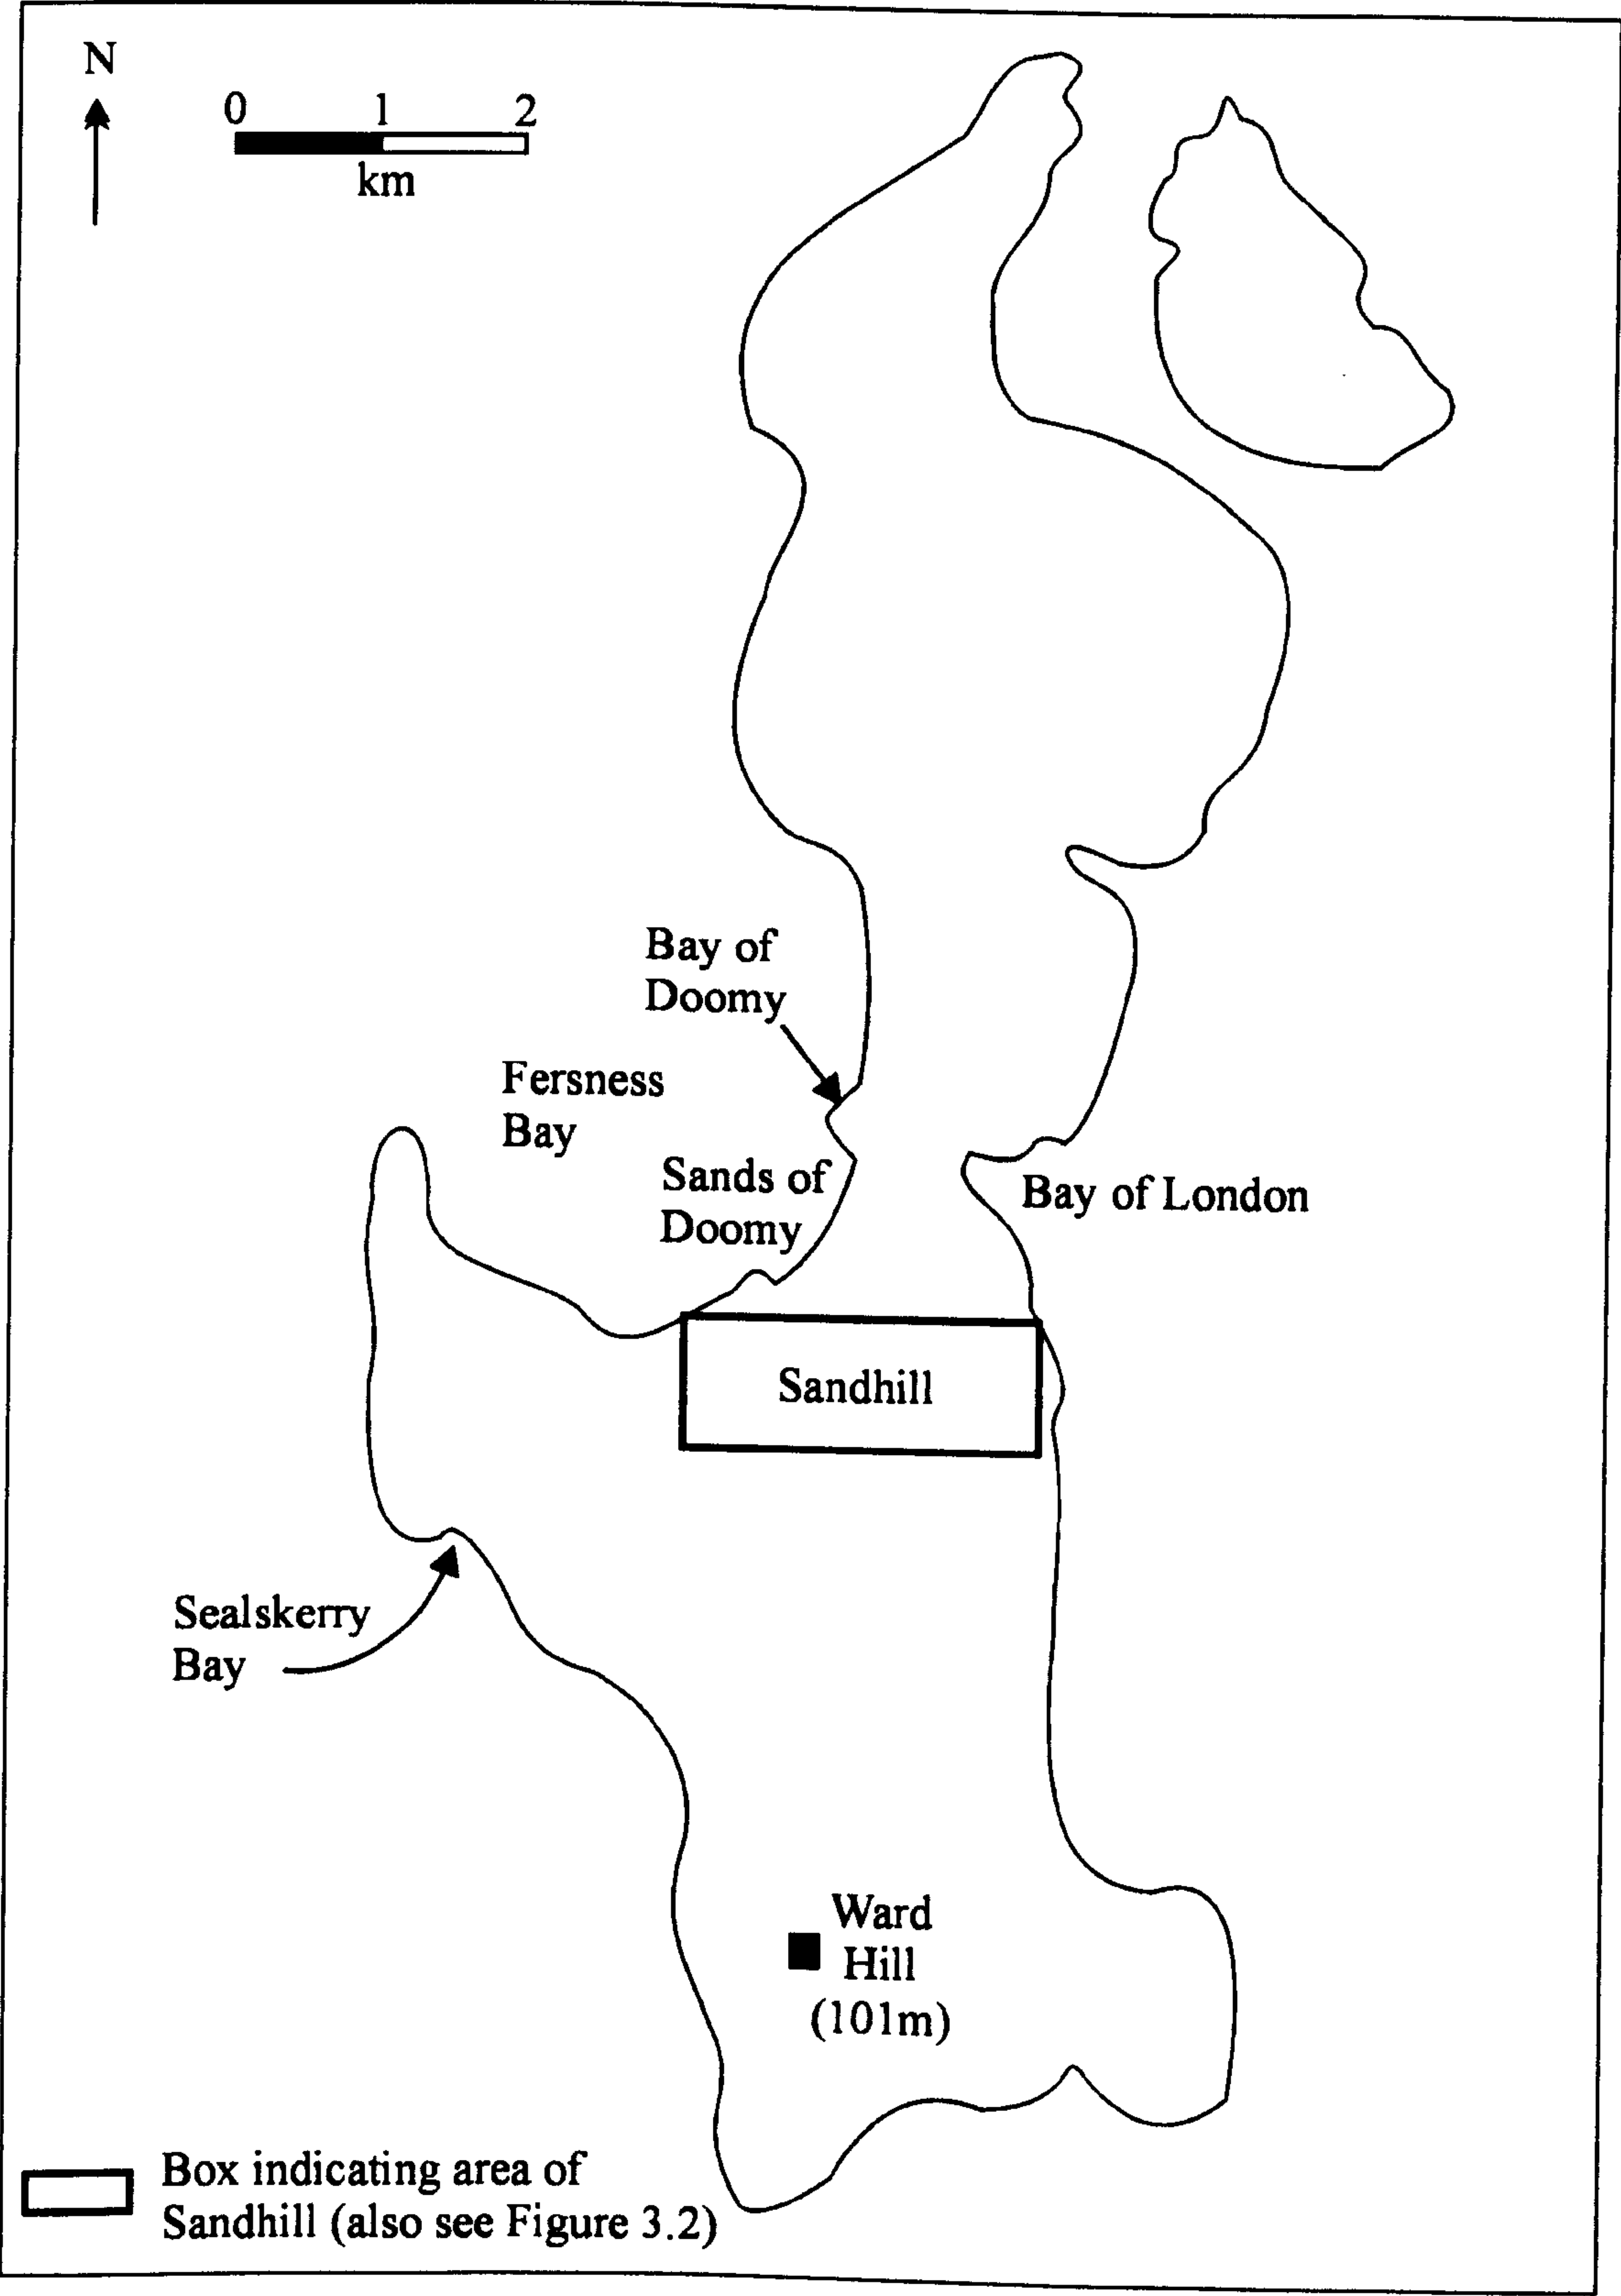 N
0 1 2
km
Bay of
Doomy
Fersness
Bay
Sands of
Doomy
Bay of London
Sandhill
Sealskerry
Bay
Ward
Hill
(101m)
Box indicating area of
Sandhill (also see Figure 3.2)